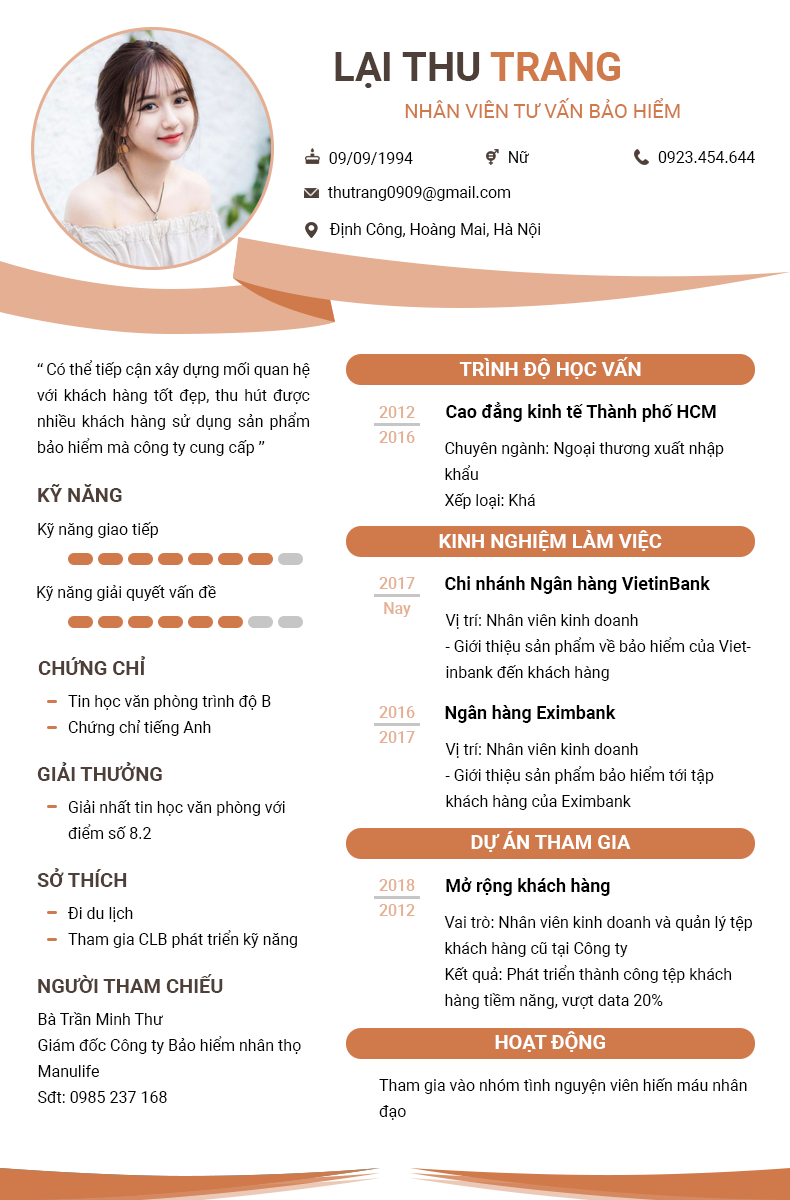 LẠI THU TRANG
NHÂN VIÊN TƯ VẤN BẢO HIỂM
09/09/1994
Nữ
0923.454.644
thutrang0909@gmail.com
Định Công, Hoàng Mai, Hà Nội
“ Có thể tiếp cận xây dựng mối quan hệ
với khách hàng tốt đẹp, thu hút được
nhiều khách hàng sử dụng sản phẩm
bảo hiểm mà công ty cung cấp ”
KỸ NĂNG
Kỹ năng giao tiếp
Kỹ năng giải quyết vấn đề
CHỨNG CHỈ
Tin học văn phòng trình độ B
Chứng chỉ tiếng Anh
GIẢI THƯỞNG
Giải nhất tin học văn phòng với
điểm số 8.2
SỞ THÍCH
Đi du lịch
Tham gia CLB phát triển kỹ năng
NGƯỜI THAM CHIẾU
Bà Trần Minh Thư
Giám đốc Công ty Bảo hiểm nhân thọ
Manulife
Sđt: 0985 237 168
TRÌNH ĐỘ HỌC VẤN
2012
2016
Cao đẳng kinh tế Thành phố HCM
Chuyên ngành: Ngoại thương xuất nhập
khẩu
Xếp loại: Khá
KINH NGHIỆM LÀM VIỆC
2017
Nay
Chi nhánh Ngân hàng VietinBank
Vị trí: Nhân viên kinh doanh
- Giới thiệu sản phẩm về bảo hiểm của Viet-
inbank đến khách hàng
2016
2017
Ngân hàng Eximbank
Vị trí: Nhân viên kinh doanh
- Giới thiệu sản phẩm bảo hiểm tới tập
khách hàng của Eximbank
DỰ ÁN THAM GIA
2018
2012
Mở rộng khách hàng
Vai trò: Nhân viên kinh doanh và quản lý tệp
khách hàng cũ tại Công ty
Kết quả: Phát triển thành công tệp khách
hàng tiềm năng, vượt data 20%
HOẠT ĐỘNG
Tham gia vào nhóm tình nguyện viên hiến máu nhân
đạo